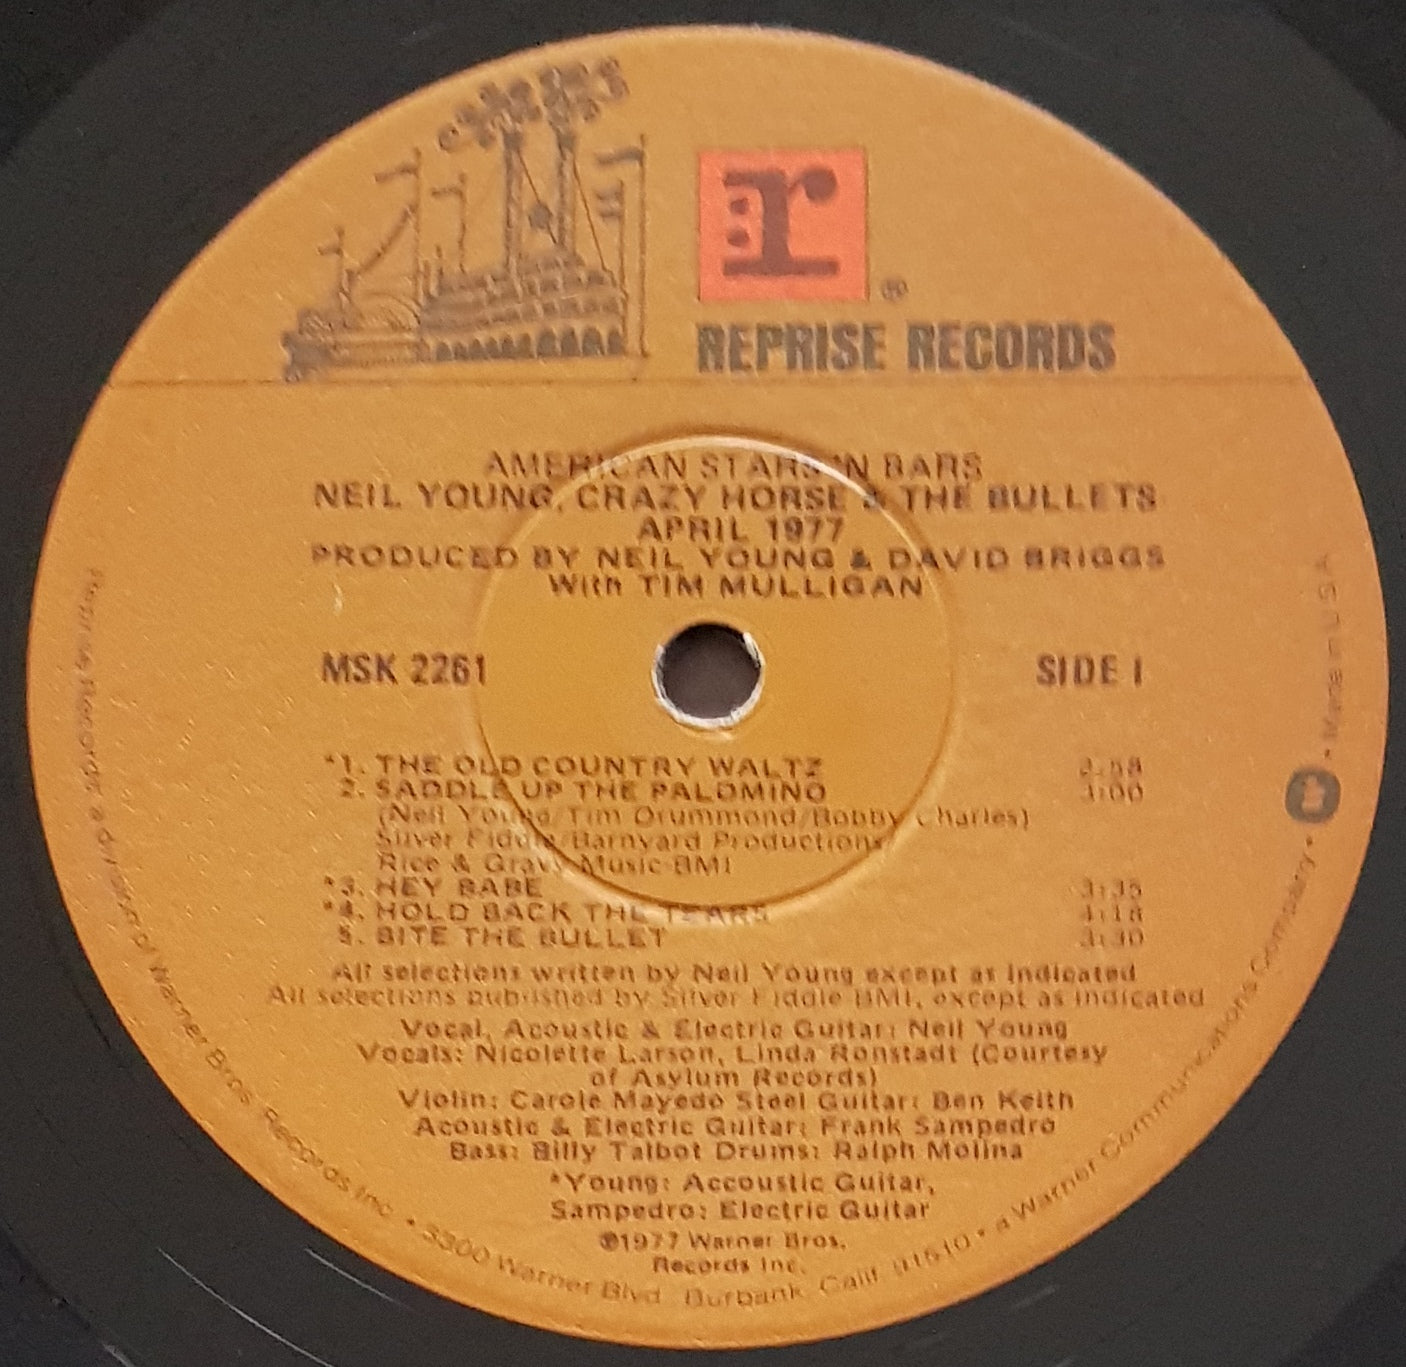 r
®
REPRISE RECORDS
AMERICAN STARS 'N BARS
NEIL YOUNG, CRAZY HORSE & THE BULLETS
APRIL 1977
PRODUCED BY NEIL YOUNG & DAVID BRIGGS
With TIM MULLIGAN
MSK 2261 SIDE 1
*1. THE OLD COUNTRY WALTZ 2:58
2. SADDLE UP THE PALOMINO 3:00
(Neil Young/Tim Drummond/Bobby Charles)
Silver Fiddle/Barnyard Productions/
Rice & Gravy Music-BMI
*3. HEY BABE 3:35
*4. HOLD BACK THE TEARS 4:18
5. BITE THE BULLET 3:30
All selections written by Neil Young except as indicated
All selections published by Silver Fiddle BMI, except as indicated
Vocal, Acoustic & Electric Guitar: Neil Young
Vocals: Nicolette Larson, Linda Ronstadt (Courtesy
of Asylum Records)
Violin: Carole Mayedo Steel Guitar: Ben Keith
Acoustic & Electric Guitar: Frank Sampedro
Bass: Billy Talbot Drums: Ralph Molina
*Young: Accoustic Guitar,
Sampedro: Electric Guitar
℗1977 Warner Bros.
Records Inc.
Reprise Records, a Division of Warner Bros. Records Inc. • 3300 Warner Blvd., Burbank, Calif. 91510 • a Warner Communications Company • W • Made in U.S.A.